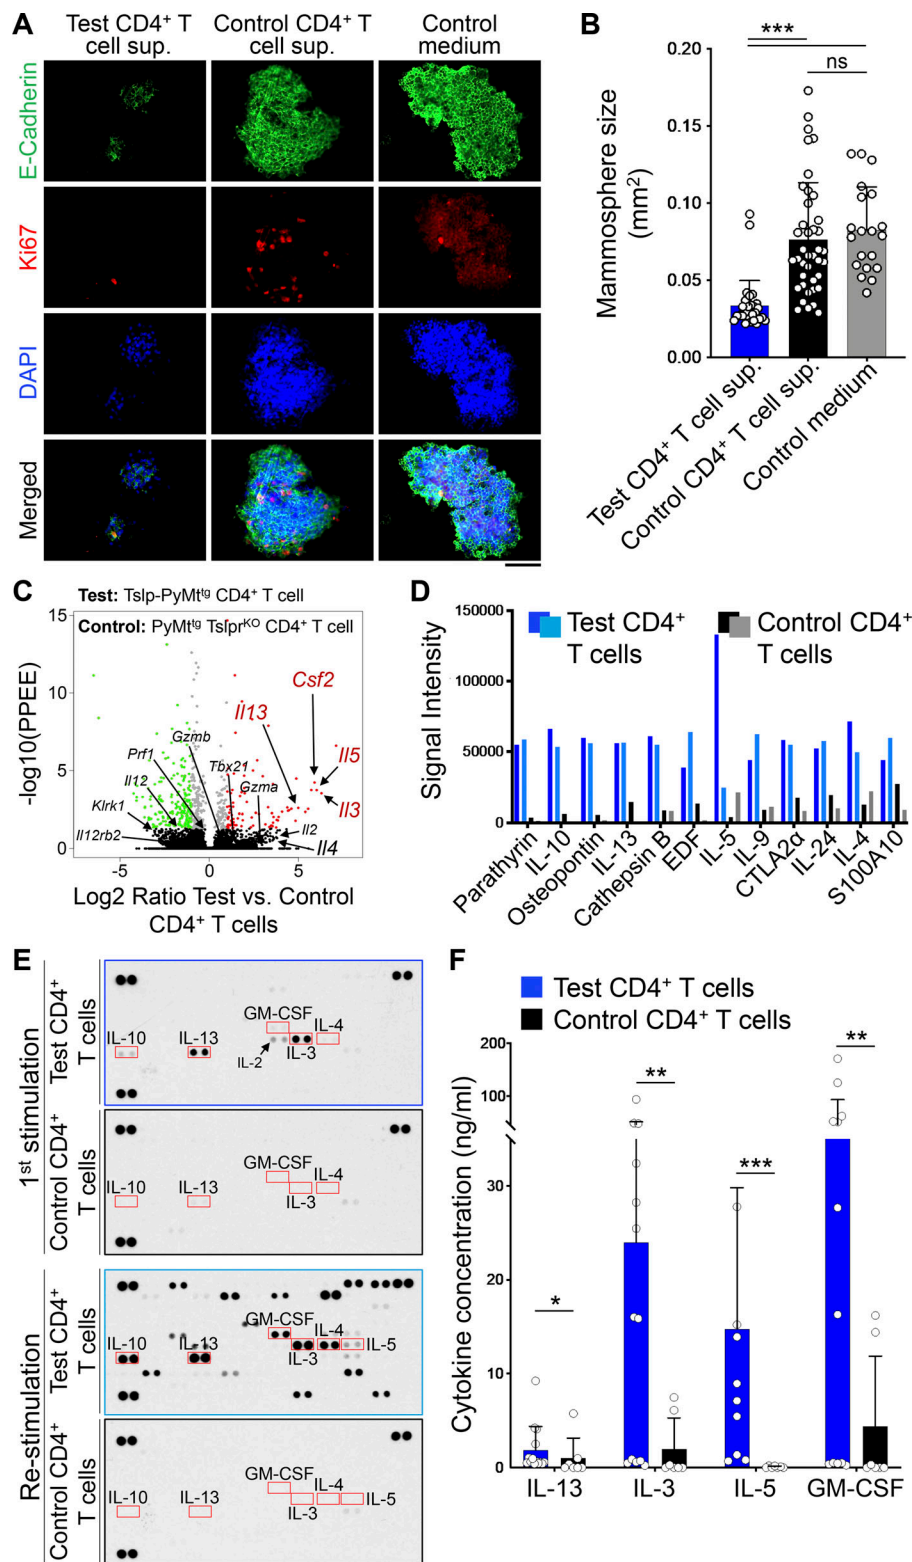 A
Test CD4⁺ T
cell sup.
Control CD4⁺ T
cell sup.
Control
medium
E-Cadherin
Ki67
DAPI
Merged
B
Mammosphere size
(mm²)
0.20
0.15
0.10
0.05
0.00
***
ns
Test CD4⁺ T cell sup.
Control CD4⁺ T cell sup.
Control medium
C
Test: Tslp-PyMtᵗᵍ CD4⁺ T cell
Control: PyMtᵗᵍ Tslprᴷᴼ CD4⁺ T cell
-log10(PPEE)
15
10
5
0
Csf2
Il13
Il5
Il3
Gzmb
Prf1
Tbx21
Il12
Gzma
Klrk1
Il2
Il12rb2
Il4
-5
0
5
Log2 Ratio Test vs. Control
CD4⁺ T cells
D
Signal Intensity
150000
100000
50000
0
Test CD4⁺
T cells
Control CD4⁺
T cells
Parathyrin
IL-10
Osteopontin
IL-13
Cathepsin B
EDF
IL-5
IL-9
CTLA2α
IL-24
IL-4
S100A10
E
1ˢᵗ stimulation
Test CD4⁺
T cells
GM-CSF
IL-10
IL-13
IL-4
IL-2
IL-3
Control CD4⁺
T cells
GM-CSF
IL-10
IL-13
IL-4
IL-3
Re-stimulation
Test CD4⁺
T cells
GM-CSF
IL-10
IL-13
IL-4
IL-5
IL-3
Control CD4⁺
T cells
GM-CSF
IL-10
IL-13
IL-4
IL-5
IL-3
F
Test CD4⁺ T cells
Control CD4⁺ T cells
Cytokine concentration (ng/ml)
200
100
30
20
10
0
*
**
***
**
IL-13
IL-3
IL-5
GM-CSF